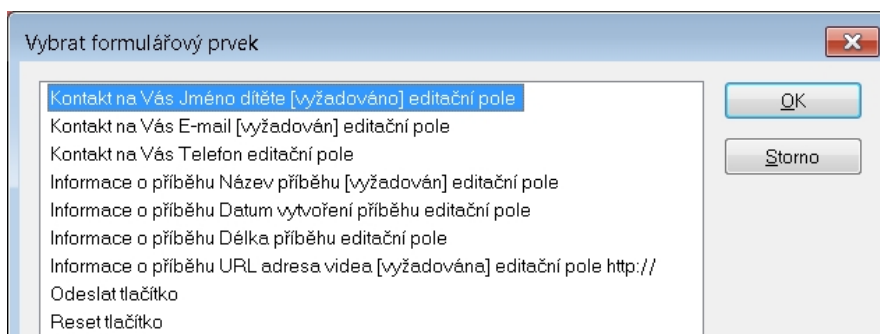 Vybrat formulářový prvek
Kontakt na Vás Jméno dítěte [vyžadováno] editační pole
OK
Kontakt na Vás E-mail [vyžadován] editační pole
Kontakt na Vás Telefon editační pole
Storno
Informace o příběhu Název příběhu [vyžadován] editační pole
Informace o příběhu Datum vytvoření příběhu editační pole
Informace o příběhu Délka příběhu editační pole
Informace o příběhu URL adresa videa [vyžadována] editační pole http://
Odeslat tlačítko
Reset tlačítko